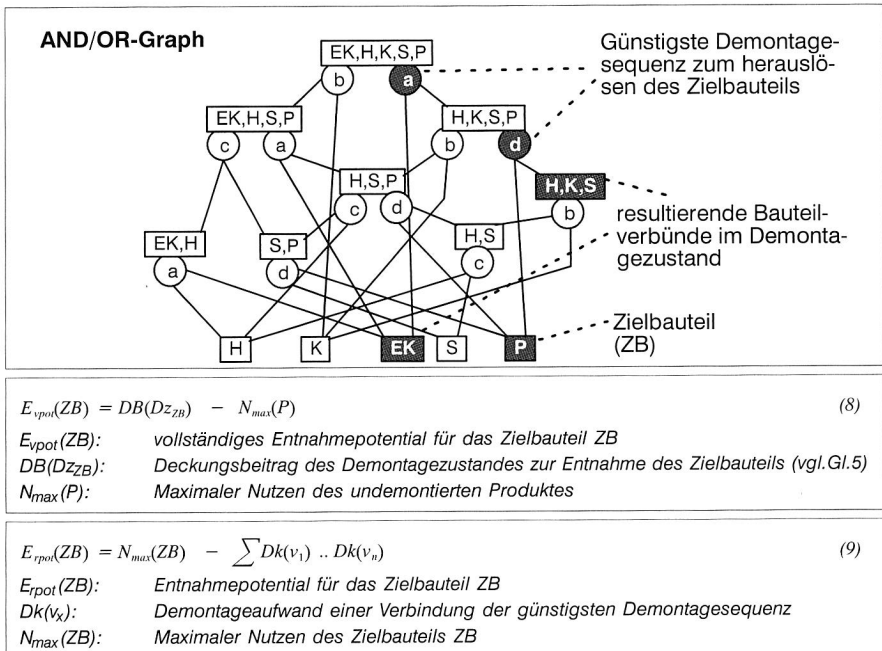 AND/OR-Graph
EK,H,K,S,P
Günstigste Demontage-
sequenz zum herauslö-
sen des Zielbauteils
b
a
EK,H,S,P
H,K,S,P
c
a
b
d
H,S,P
H,K,S
c
d
b
resultierende Bauteil-
verbünde im Demonta-
gezustand
EK,H
S,P
H,S
a
d
c
H
K
EK
S
P
Zielbauteil
(ZB)
E_vpot(ZB) = DB(Dz_ZB) − N_max(P) (8)
E_vpot(ZB): vollständiges Entnahmepotential für das Zielbauteil ZB
DB(Dz_ZB): Deckungsbeitrag des Demontagezustandes zur Entnahme des Zielbauteils (vgl.Gl.5)
N_max(P): Maximaler Nutzen des undemontierten Produktes
E_rpot(ZB) = N_max(ZB) − ∑ Dk(v_1) .. Dk(v_n) (9)
E_rpot(ZB): Entnahmepotential für das Zielbauteil ZB
Dk(v_x): Demontageaufwand einer Verbindung der günstigsten Demontagesequenz
N_max(ZB): Maximaler Nutzen des Zielbauteils ZB